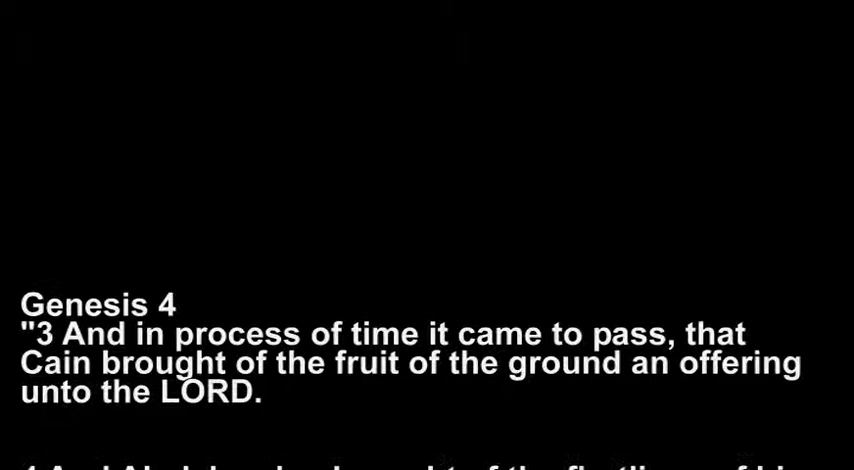 Genesis 4
"3 And in process of time it came to pass, that
Cain brought of the fruit of the ground an offering
unto the LORD.